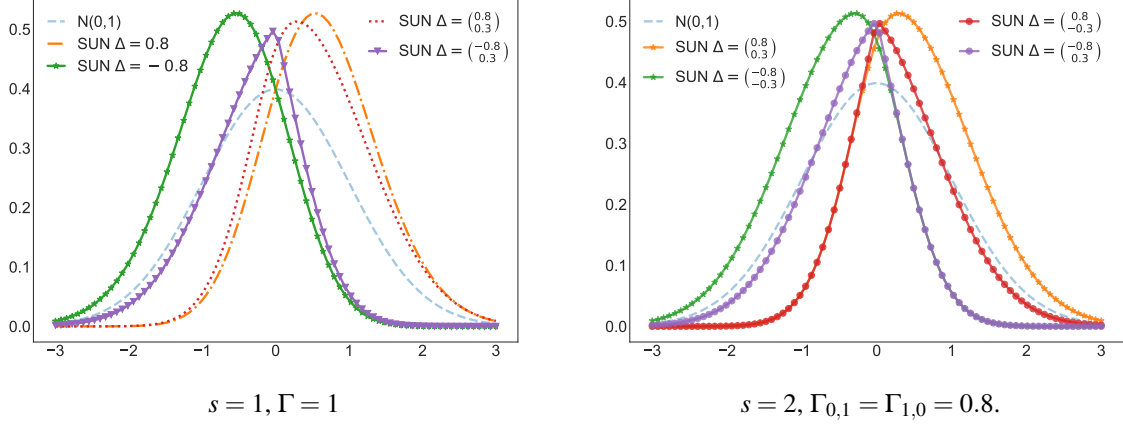 N(0,1)
SUN Δ = 0.8
SUN Δ = −0.8
SUN Δ = (0.8 0.3)
SUN Δ = (−0.8 0.3)
0.5
0.4
0.3
0.2
0.1
0.0
−3 −2 −1 0 1 2 3
s = 1, Γ = 1
N(0,1)
SUN Δ = (0.8 0.3)
SUN Δ = (−0.8 −0.3)
SUN Δ = (0.8 −0.3)
SUN Δ = (−0.8 0.3)
0.5
0.4
0.3
0.2
0.1
0.0
−3 −2 −1 0 1 2 3
s = 2, Γ0,1 = Γ1,0 = 0.8.